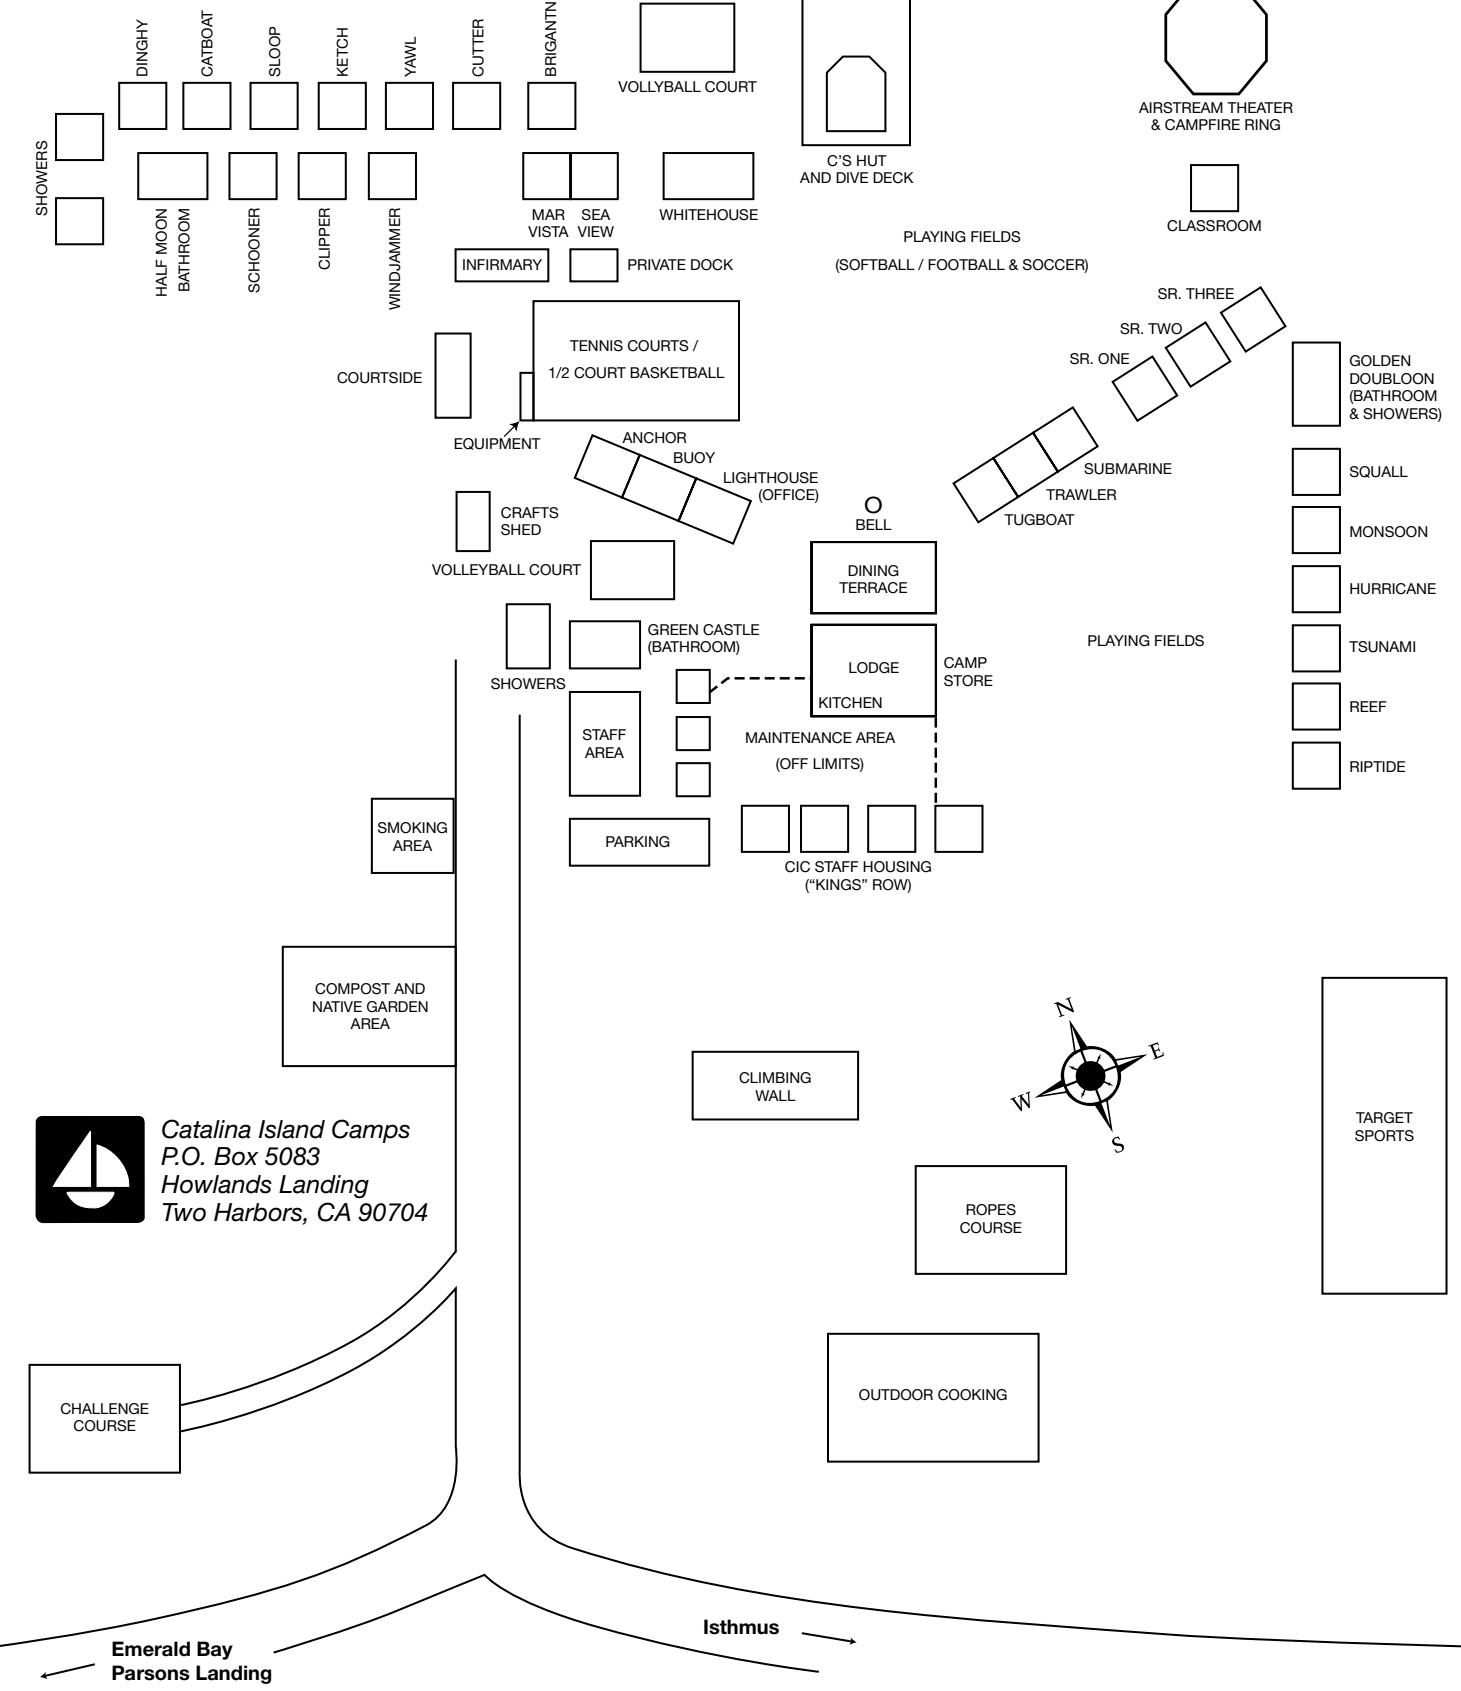 DINGHY
CATBOAT
SLOOP
KETCH
YAWL
CUTTER
BRIGANTN
VOLLYBALL COURT
AIRSTREAM THEATER
& CAMPFIRE RING
SHOWERS
C'S HUT
AND DIVE DECK
HALF MOON
BATHROOM
SCHOONER
CLIPPER
WINDJAMMER
MAR
VISTA
SEA
VIEW
WHITEHOUSE
CLASSROOM
INFIRMARY
PRIVATE DOCK
PLAYING FIELDS
(SOFTBALL / FOOTBALL & SOCCER)
SR. THREE
SR. TWO
SR. ONE
TENNIS COURTS /
1/2 COURT BASKETBALL
COURTSIDE
EQUIPMENT
GOLDEN
DOUBLOON
(BATHROOM
& SHOWERS)
ANCHOR
BUOY
LIGHTHOUSE
(OFFICE)
SUBMARINE
TRAWLER
TUGBOAT
SQUALL
CRAFTS
SHED
BELL
MONSOON
VOLLEYBALL COURT
DINING
TERRACE
HURRICANE
GREEN CASTLE
(BATHROOM)
PLAYING FIELDS
TSUNAMI
SHOWERS
LODGE
KITCHEN
CAMP
STORE
REEF
STAFF
AREA
MAINTENANCE AREA
(OFF LIMITS)
RIPTIDE
SMOKING
AREA
PARKING
CIC STAFF HOUSING
("KINGS" ROW)
COMPOST AND
NATIVE GARDEN
AREA
N
E
W
S
CLIMBING
WALL
TARGET
SPORTS
Catalina Island Camps
P.O. Box 5083
Howlands Landing
Two Harbors, CA 90704
ROPES
COURSE
OUTDOOR COOKING
CHALLENGE
COURSE
Isthmus
Emerald Bay
Parsons Landing